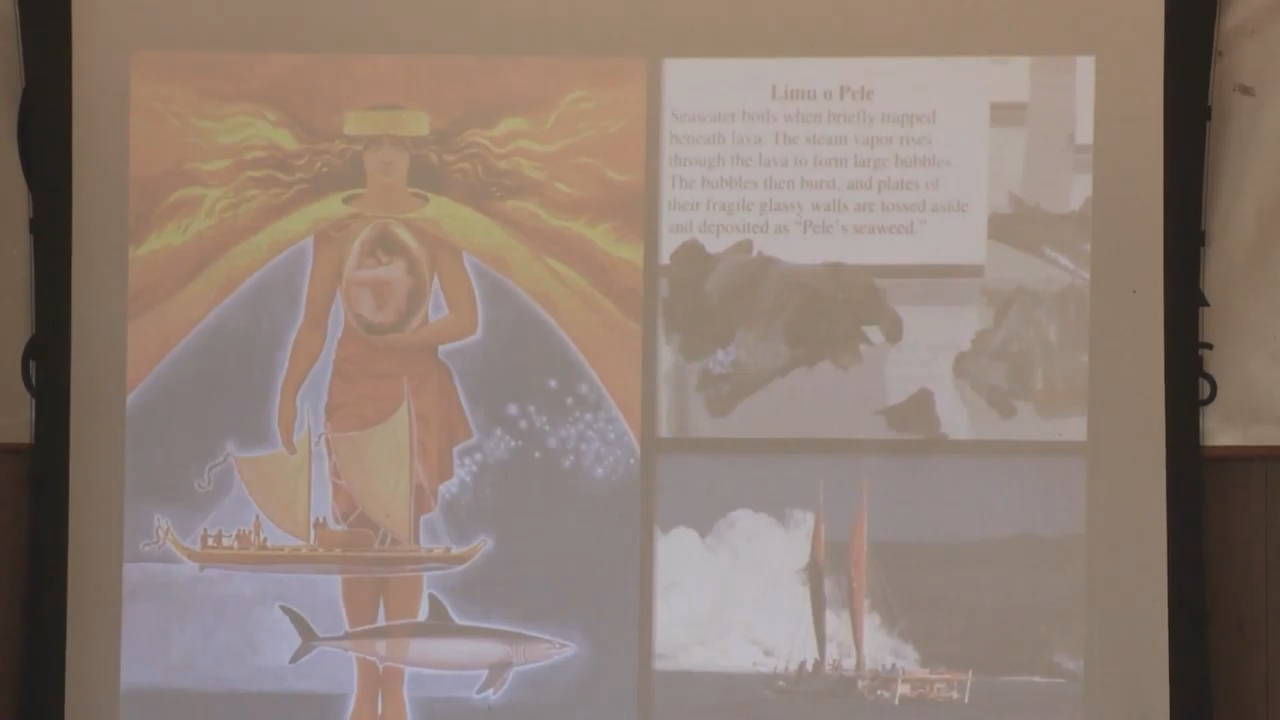 Limu o Pele
Seawater boils when briefly trapped
beneath lava. The steam vapor rises
through the lava to form large bubbles.
The bubbles then burst, and plates of
their fragile glassy walls are tossed aside
and deposited as “Pele’s seaweed.”